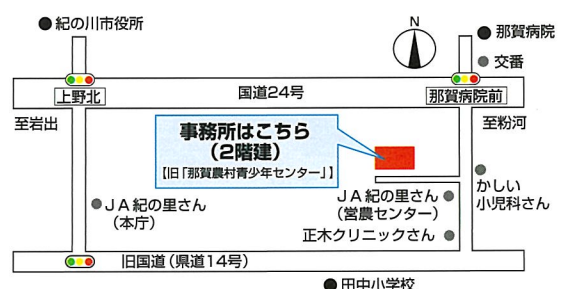 ●紀の川市役所
N
●那賀病院
●交番
上野北
国道24号
那賀病院前
至岩出
至粉河
事務所はこちら
（2階建）
【旧「那賀農村青少年センター」】
●ＪＡ紀の里さん
（本庁）
ＪＡ紀の里さん●
（営農センター）
かしい
小児科さん
正木クリニックさん●
旧国道（県道14号）
●田中小学校